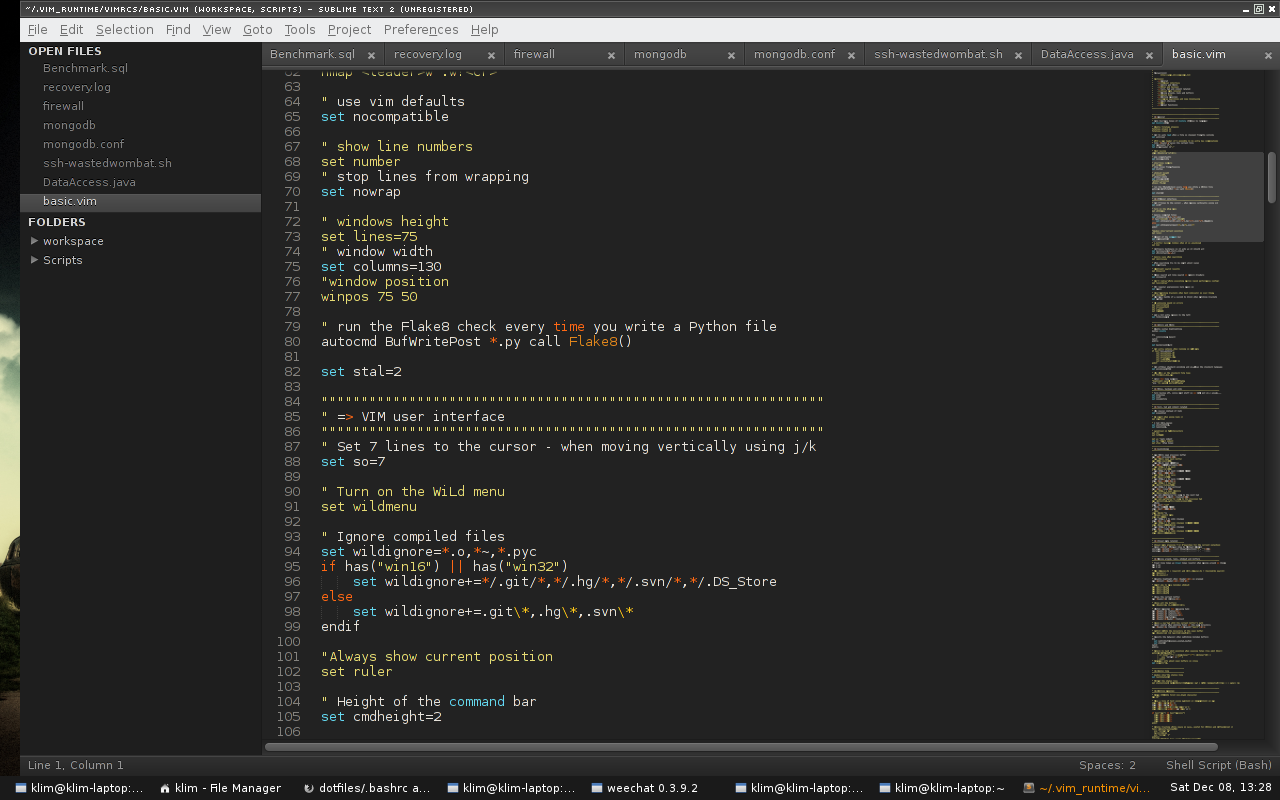 ~/.VIM_RUNTIME/VIMRCS/BASIC.VIM (WORKSPACE, SCRIPTS) – SUBLIME TEXT 2 (UNREGISTERED)
File Edit Selection Find View Goto Tools Project Preferences Help
OPEN FILES
Benchmark.sql
recovery.log
firewall
mongodb
mongodb.conf
ssh-wastedwombat.sh
DataAccess.java
basic.vim
FOLDERS
workspace
Scripts
Benchmark.sql × recovery.log × firewall × mongodb × mongodb.conf × ssh-wastedwombat.sh × DataAccess.java × basic.vim ×
62 nmap <leader>w :w!<cr>
63
64 " use vim defaults
65 set nocompatible
66
67 " show line numbers
68 set number
69 " stop lines from wrapping
70 set nowrap
71
72 " windows height
73 set lines=75
74 " window width
75 set columns=130
76 "window position
77 winpos 75 50
78
79 " run the Flake8 check every time you write a Python file
80 autocmd BufWritePost *.py call Flake8()
81
82 set stal=2
83
84 """""""""""""""""""""""""""""""""""""""""""""""""""""""""""""""
85 " => VIM user interface
86 """""""""""""""""""""""""""""""""""""""""""""""""""""""""""""""
87 " Set 7 lines to the cursor - when moving vertically using j/k
88 set so=7
89
90 " Turn on the WiLd menu
91 set wildmenu
92
93 " Ignore compiled files
94 set wildignore=*.o,*~,*.pyc
95 if has("win16") || has("win32")
96 set wildignore+=*/.git/*,*/.hg/*,*/.svn/*,*/.DS_Store
97 else
98 set wildignore+=.git\*,.hg\*,.svn\*
99 endif
100
101 "Always show current position
102 set ruler
103
104 " Height of the command bar
105 set cmdheight=2
106
Line 1, Column 1
Spaces: 2 Shell Script (Bash)
klim@klim-laptop:... klim - File Manager dotfiles/.bashrc a... klim@klim-laptop:... weechat 0.3.9.2 klim@klim-laptop:... klim@klim-laptop:~ ~/.vim_runtime/vi... Sat Dec 08, 13:28